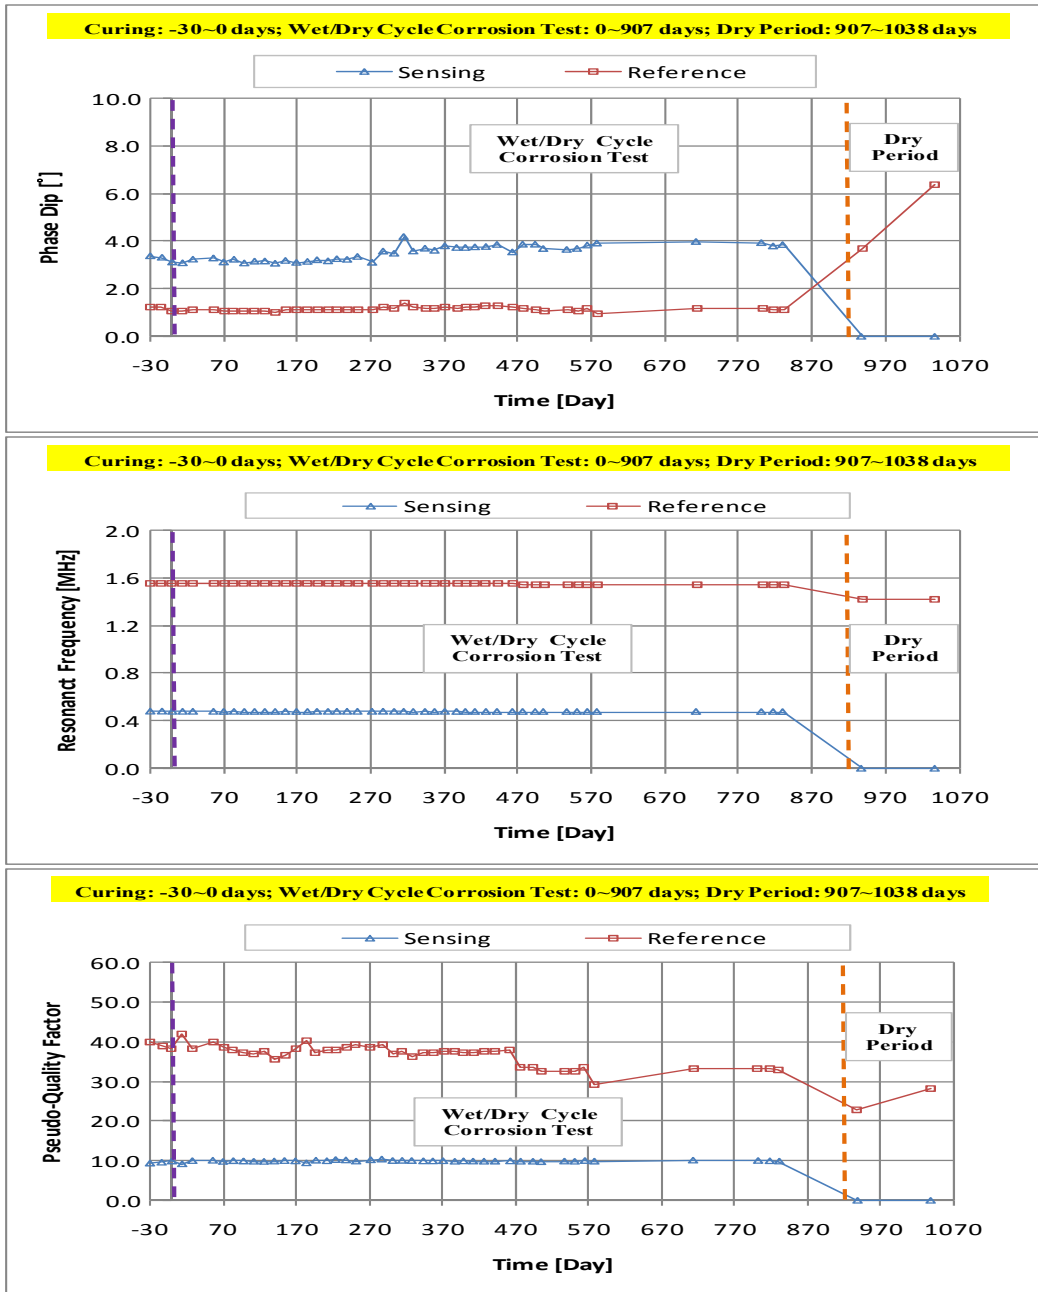 Curing: -30~0 days; Wet/Dry Cycle Corrosion Test: 0~907 days; Dry Period: 907~1038 days
Sensing Reference
10.0
8.0
6.0
4.0
2.0
0.0
Phase Dip [°]
Wet/Dry Cycle
Corrosion Test
Dry
Period
-30 70 170 270 370 470 570 670 770 870 970 1070
Time [Day]
Curing: -30~0 days; Wet/Dry Cycle Corrosion Test: 0~907 days; Dry Period: 907~1038 days
Sensing Reference
2.0
1.6
1.2
0.8
0.4
0.0
Resonanct Frequency [MHz]
Wet/Dry Cycle
Corrosion Test
Dry
Period
-30 70 170 270 370 470 570 670 770 870 970 1070
Time [Day]
Curing: -30~0 days; Wet/Dry Cycle Corrosion Test: 0~907 days; Dry Period: 907~1038 days
Sensing Reference
60.0
50.0
40.0
30.0
20.0
10.0
0.0
Pseudo-Quality Factor
Dry
Period
Wet/Dry Cycle
Corrosion Test
-30 70 170 270 370 470 570 670 770 870 970 1070
Time [Day]